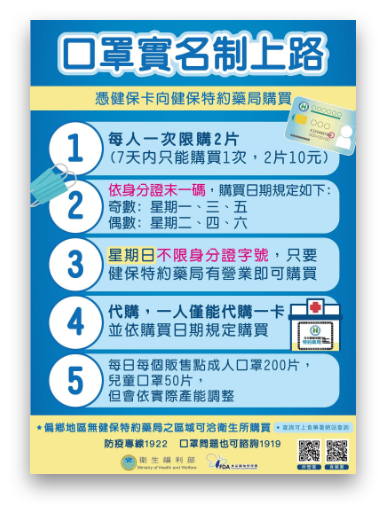 口罩實名制上路
憑健保卡向健保特約藥局購買
1
每人一次限購2片
(7天內只能購買1次，2片10元)
2
依身分證末一碼，購買日期規定如下:
奇數: 星期一、三、五
偶數: 星期二、四、六
3
星期日不限身分證字號，只要
健保特約藥局有營業即可購買
4
代購，一人僅能代購一卡
並依購買日期規定購買
5
每日每個販售點成人口罩200片，
兒童口罩50片，
但會依實際產能調整
★偏鄉地區無健保特約藥局之區域可洽衛生所購買
防疫專線1922 口罩問題也可諮詢1919
衛生福利部
Ministry of Health and Welfare
FDA